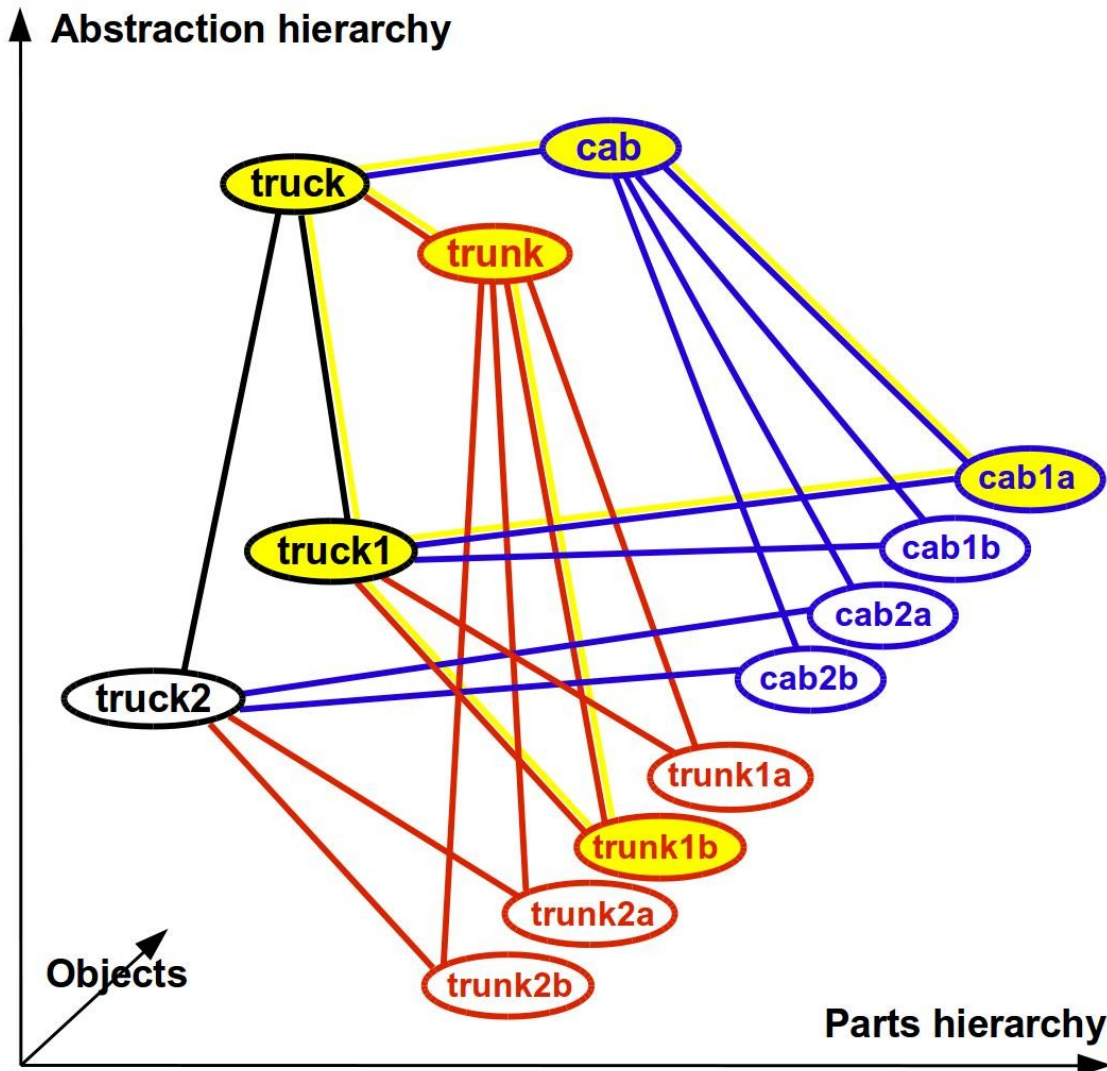 Abstraction hierarchy
cab
truck
trunk
cab1a
truck1
cab1b
cab2a
cab2b
truck2
trunk1a
trunk1b
trunk2a
Objects
trunk2b
Parts hierarchy